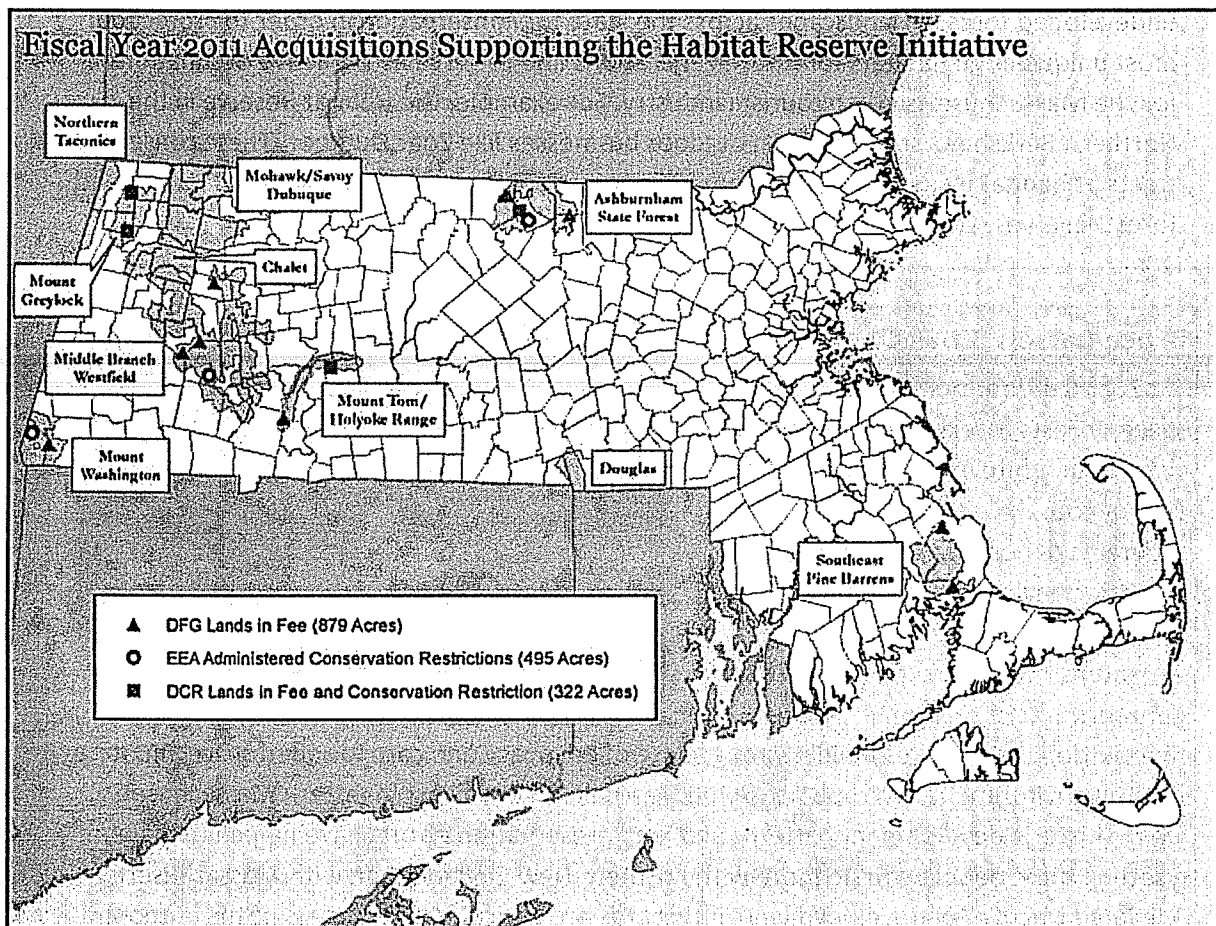 Fiscal Year 2011 Acquisitions Supporting the Habitat Reserve Initiative
Northern
Taconics
Mohawk/Savoy
Dubuque
Ashburnham
State Forest
Mount
Greylock
Chalet
Middle Branch
Westfield
Mount Tom/
Holyoke Range
Mount
Washington
Douglas
Southeast
Pine Barrens
▲ DFG Lands in Fee (879 Acres)
EEA Administered Conservation Restrictions (495 Acres)
DCR Lands in Fee and Conservation Restriction (322 Acres)